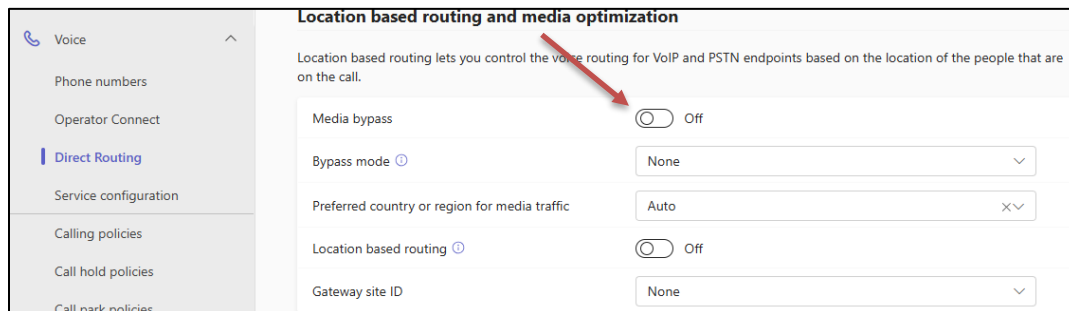 Voice
Phone numbers
Operator Connect
Direct Routing
Service configuration
Calling policies
Call hold policies
Call park policies
Location based routing and media optimization
Location based routing lets you control the voice routing for VoIP and PSTN endpoints based on the location of the people that are
on the call.
Media bypass Off
Bypass mode None
Preferred country or region for media traffic Auto
Location based routing Off
Gateway site ID None